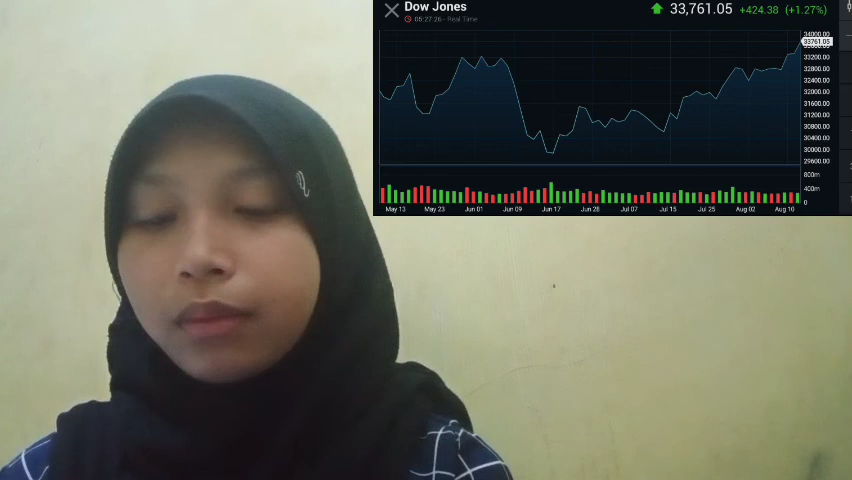 Dow Jones
33,761.05 +424.38 (+1.27%)
05:27:26 - Real Time
34000.00
33761.05
33200.00
32400.00
32000.00
31600.00
31200.00
30800.00
30400.00
30000.00
29600.00
800m
400m
0
May 13 May 23 Jun 01 Jun 09 Jun 17 Jun 28 Jul 07 Jul 15 Jul 25 Aug 02 Aug 10